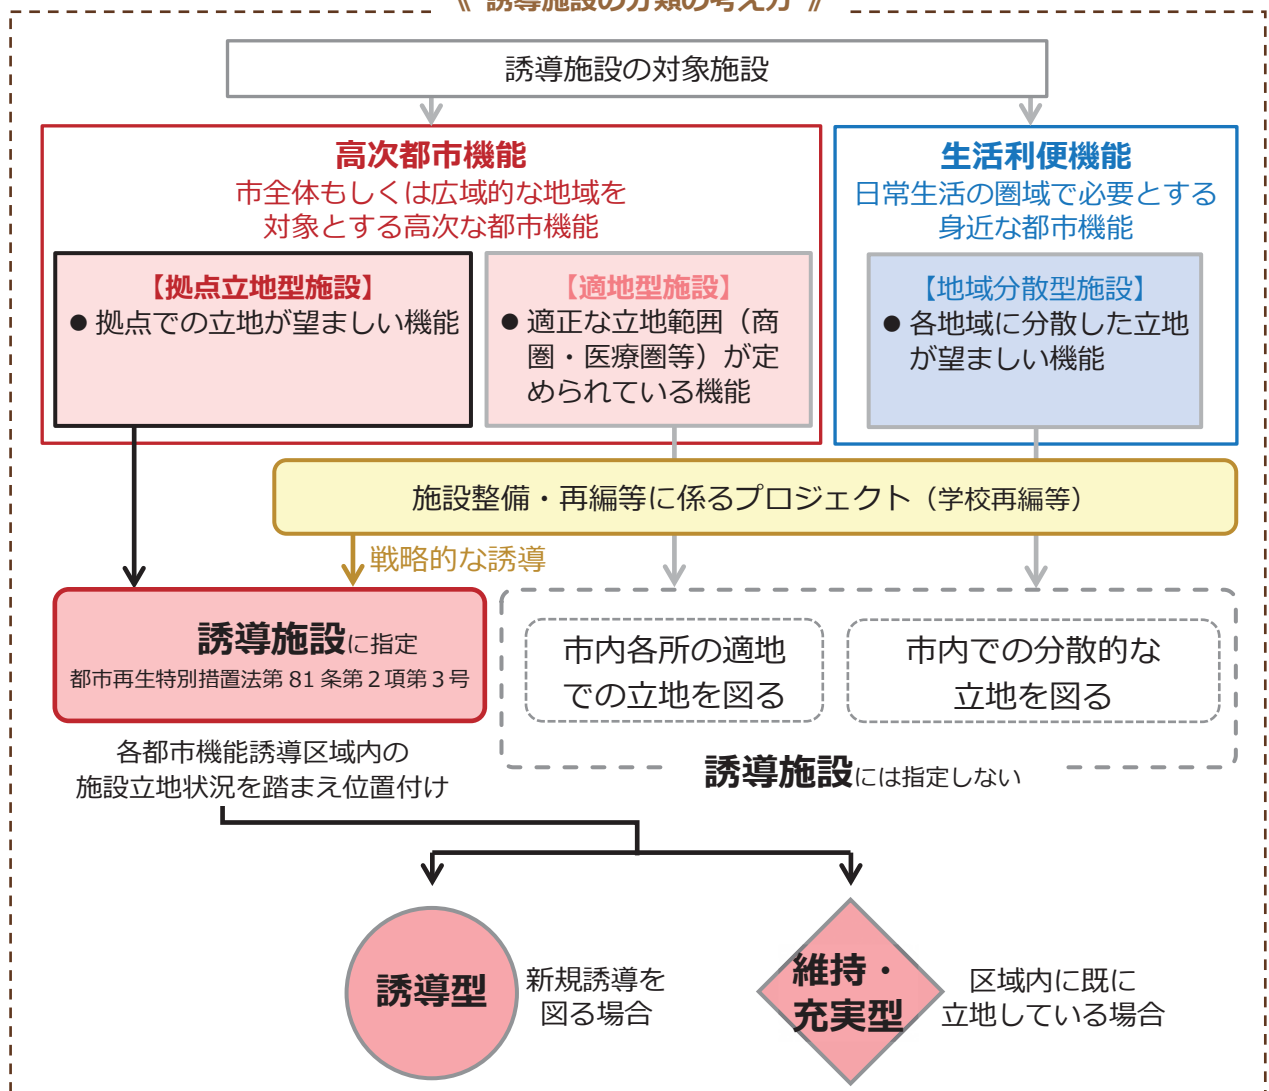 《 誘導施設の分類の考え方 》
誘導施設の対象施設
高次都市機能
市全体もしくは広域的な地域を
対象とする高次な都市機能
【拠点立地型施設】
● 拠点での立地が望ましい機能
【適地型施設】
● 適正な立地範囲（商
圏・医療圏等）が定
められている機能
生活利便機能
日常生活の圏域で必要とする
身近な都市機能
【地域分散型施設】
● 各地域に分散した立地
が望ましい機能
施設整備・再編等に係るプロジェクト（学校再編等）
戦略的な誘導
誘導施設に指定
都市再生特別措置法第 81 条第２項第３号
市内各所の適地
での立地を図る
市内での分散的な
立地を図る
誘導施設には指定しない
各都市機能誘導区域内の
施設立地状況を踏まえ位置付け
誘導型
新規誘導を
図る場合
維持・
充実型
区域内に既に
立地している場合